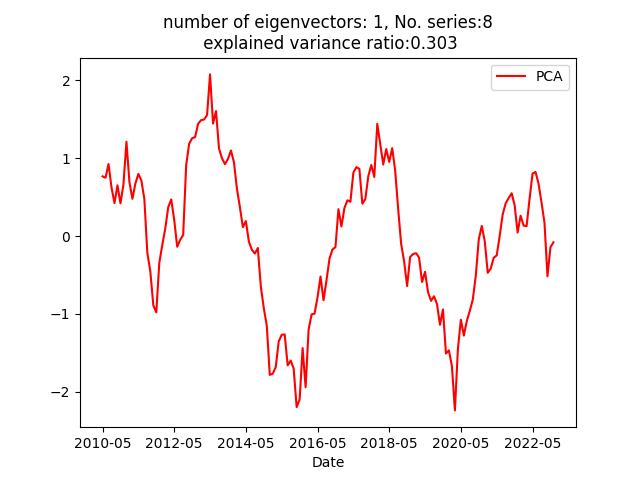 number of eigenvectors: 1, No. series:8
explained variance ratio:0.303
PCA
2
1
0
−1
−2
2010-05 2012-05 2014-05 2016-05 2018-05 2020-05 2022-05
Date